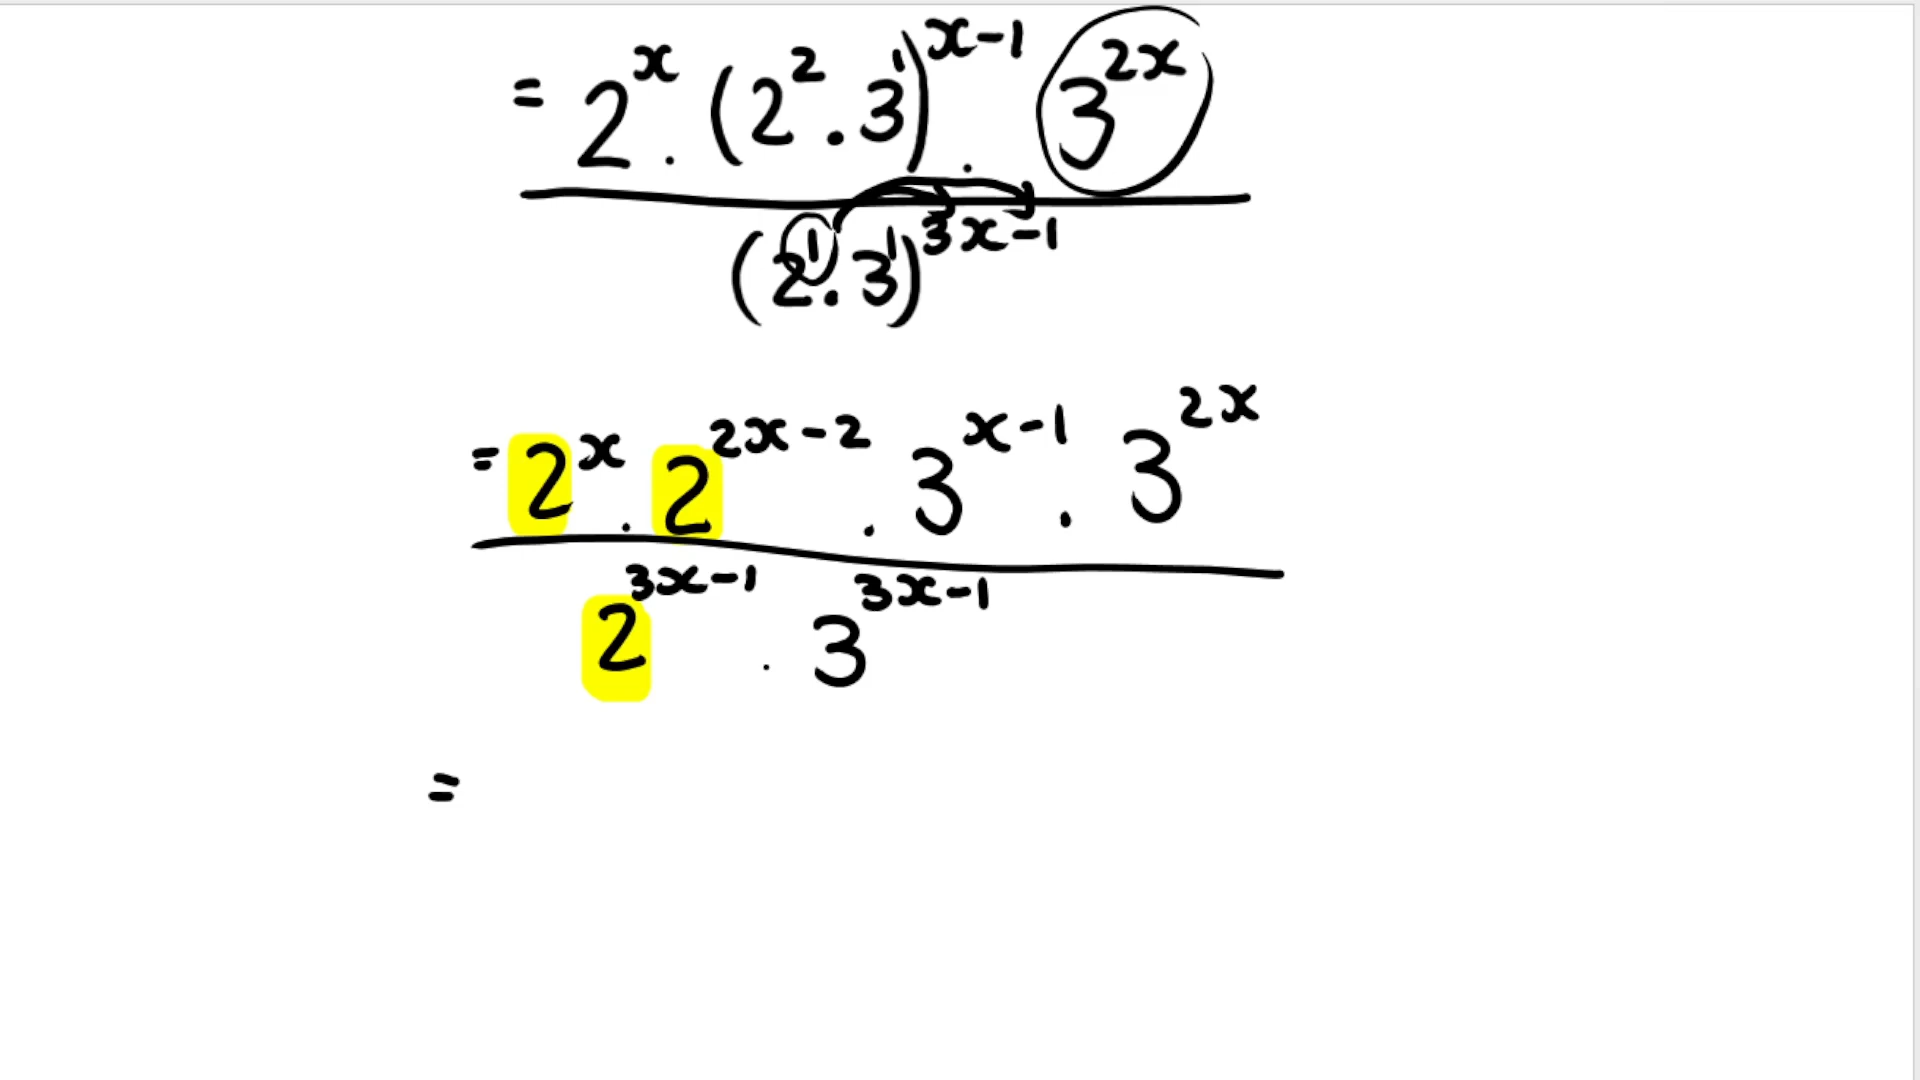 = 2^x . (2^2 . 3^1)^{x-1} . 3^{2x}
(2^1 . 3^1)^{3x-1}
= 2^x . 2^{2x-2} . 3^{x-1} . 3^{2x}
2^{3x-1} . 3^{3x-1}
=